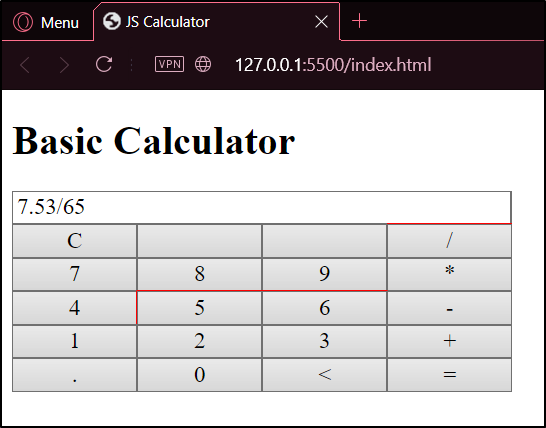 Menu JS Calculator
VPN 127.0.0.1:5500/index.html
Basic Calculator
7.53/65
C /
7 8 9 *
4 5 6 -
1 2 3 +
. 0 < =